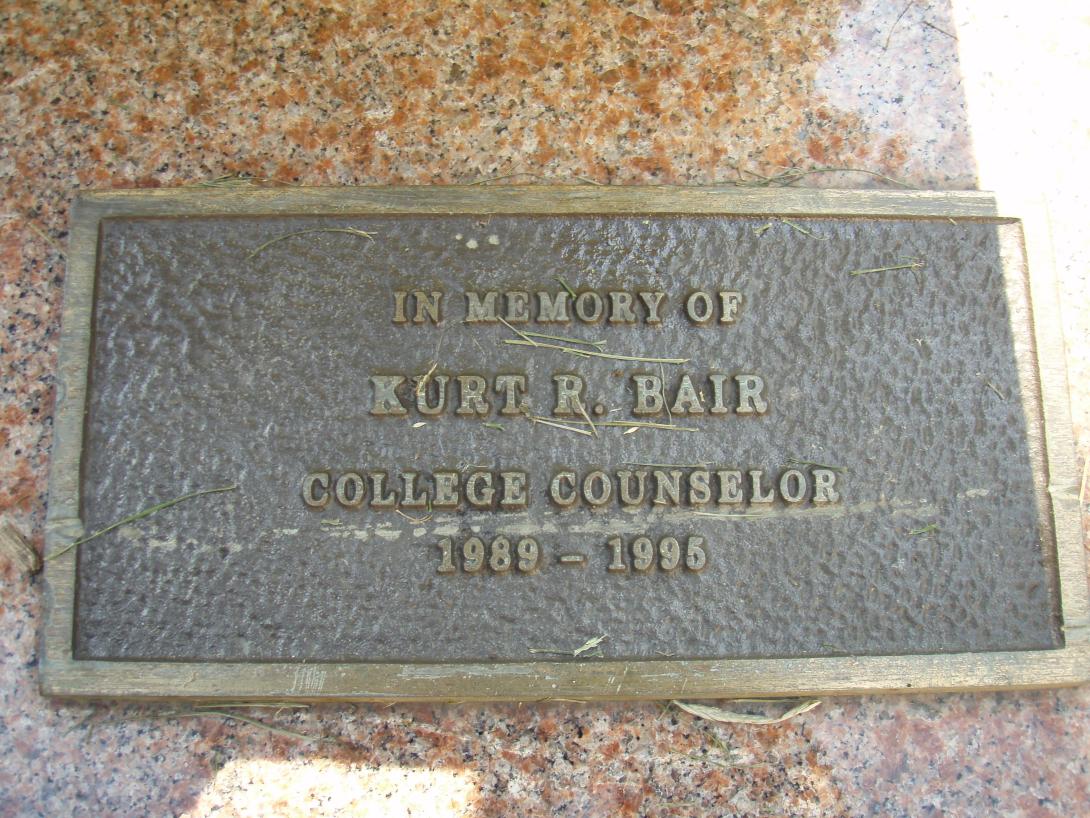 IN MEMORY OF
KURT R. BAIR
COLLEGE COUNSELOR
1989 – 1995